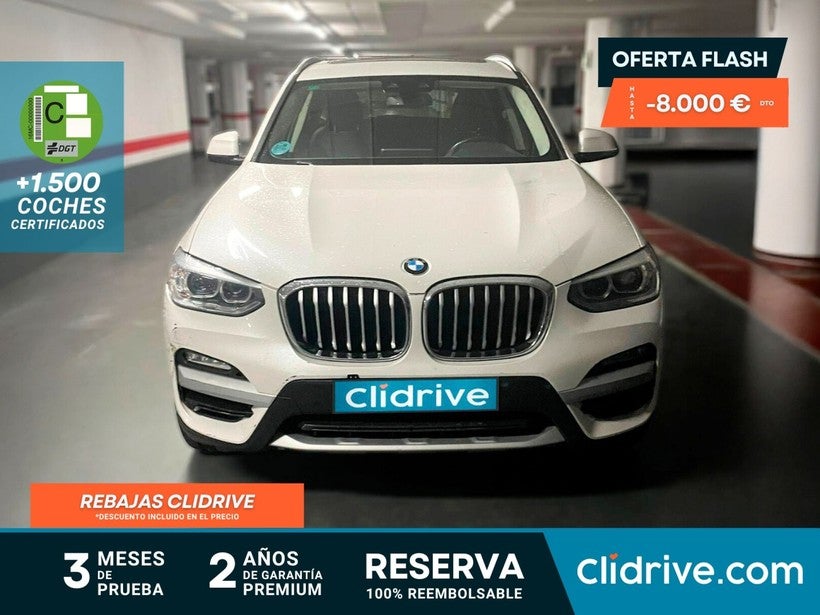 OFERTA FLASH
HASTA
-8.000 €
DTO
C
DGT
+1.500
COCHES
CERTIFICADOS
Clidrive
REBAJAS CLIDRIVE
*DESCUENTO INCLUIDO EN EL PRECIO
3 MESES
DE
PRUEBA
2 AÑOS
DE GARANTÍA
PREMIUM
RESERVA
100% REEMBOLSABLE
Clidrive.com